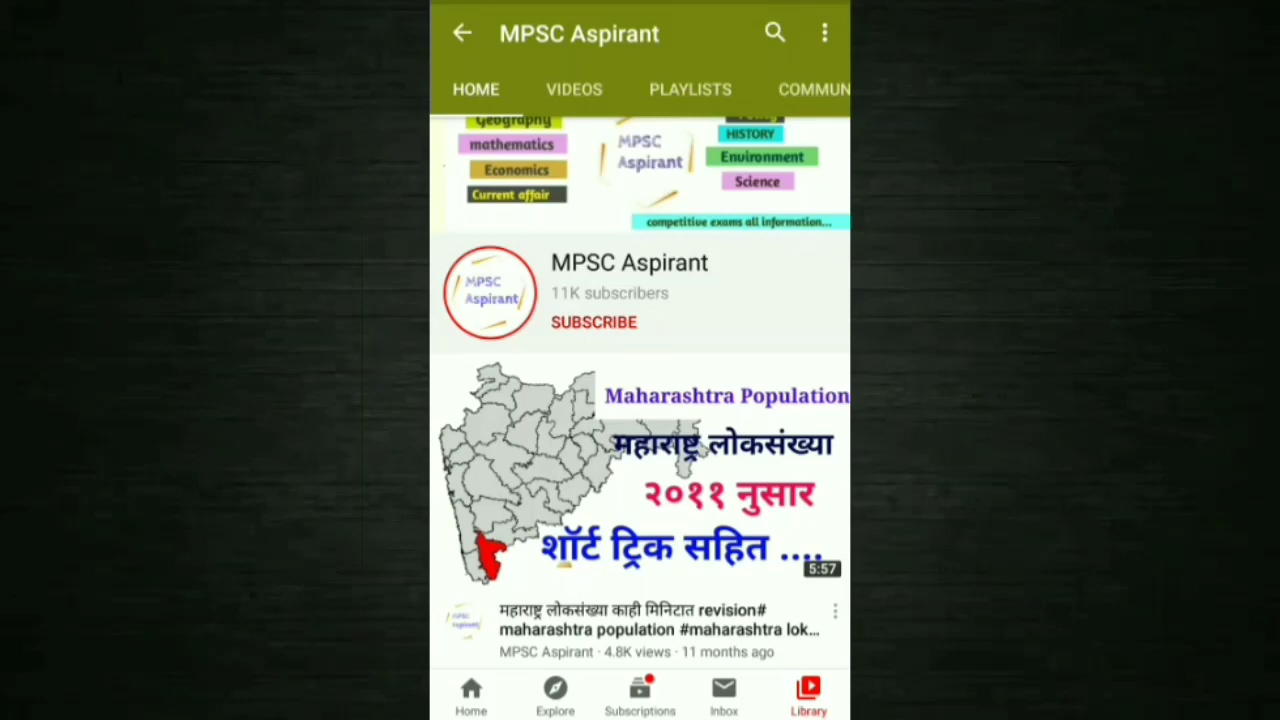 MPSC Aspirant
HOME VIDEOS PLAYLISTS COMMUN
Geography
mathematics
Economics
Current affair
MPSC
Aspirant
HISTORY
Environment
Science
competitive exams all information...
MPSC
Aspirant
MPSC Aspirant
11K subscribers
SUBSCRIBE
Maharashtra Population
महाराष्ट्र लोकसंख्या
२०११ नुसार
शॉर्ट ट्रिक सहित ....
5:57
महाराष्ट्र लोकसंख्या काही मिनिटात revision#
maharashtra population #maharashtra lok...
MPSC Aspirant · 4.8K views · 11 months ago
MPSC
Aspirant
Home Explore Subscriptions Inbox Library